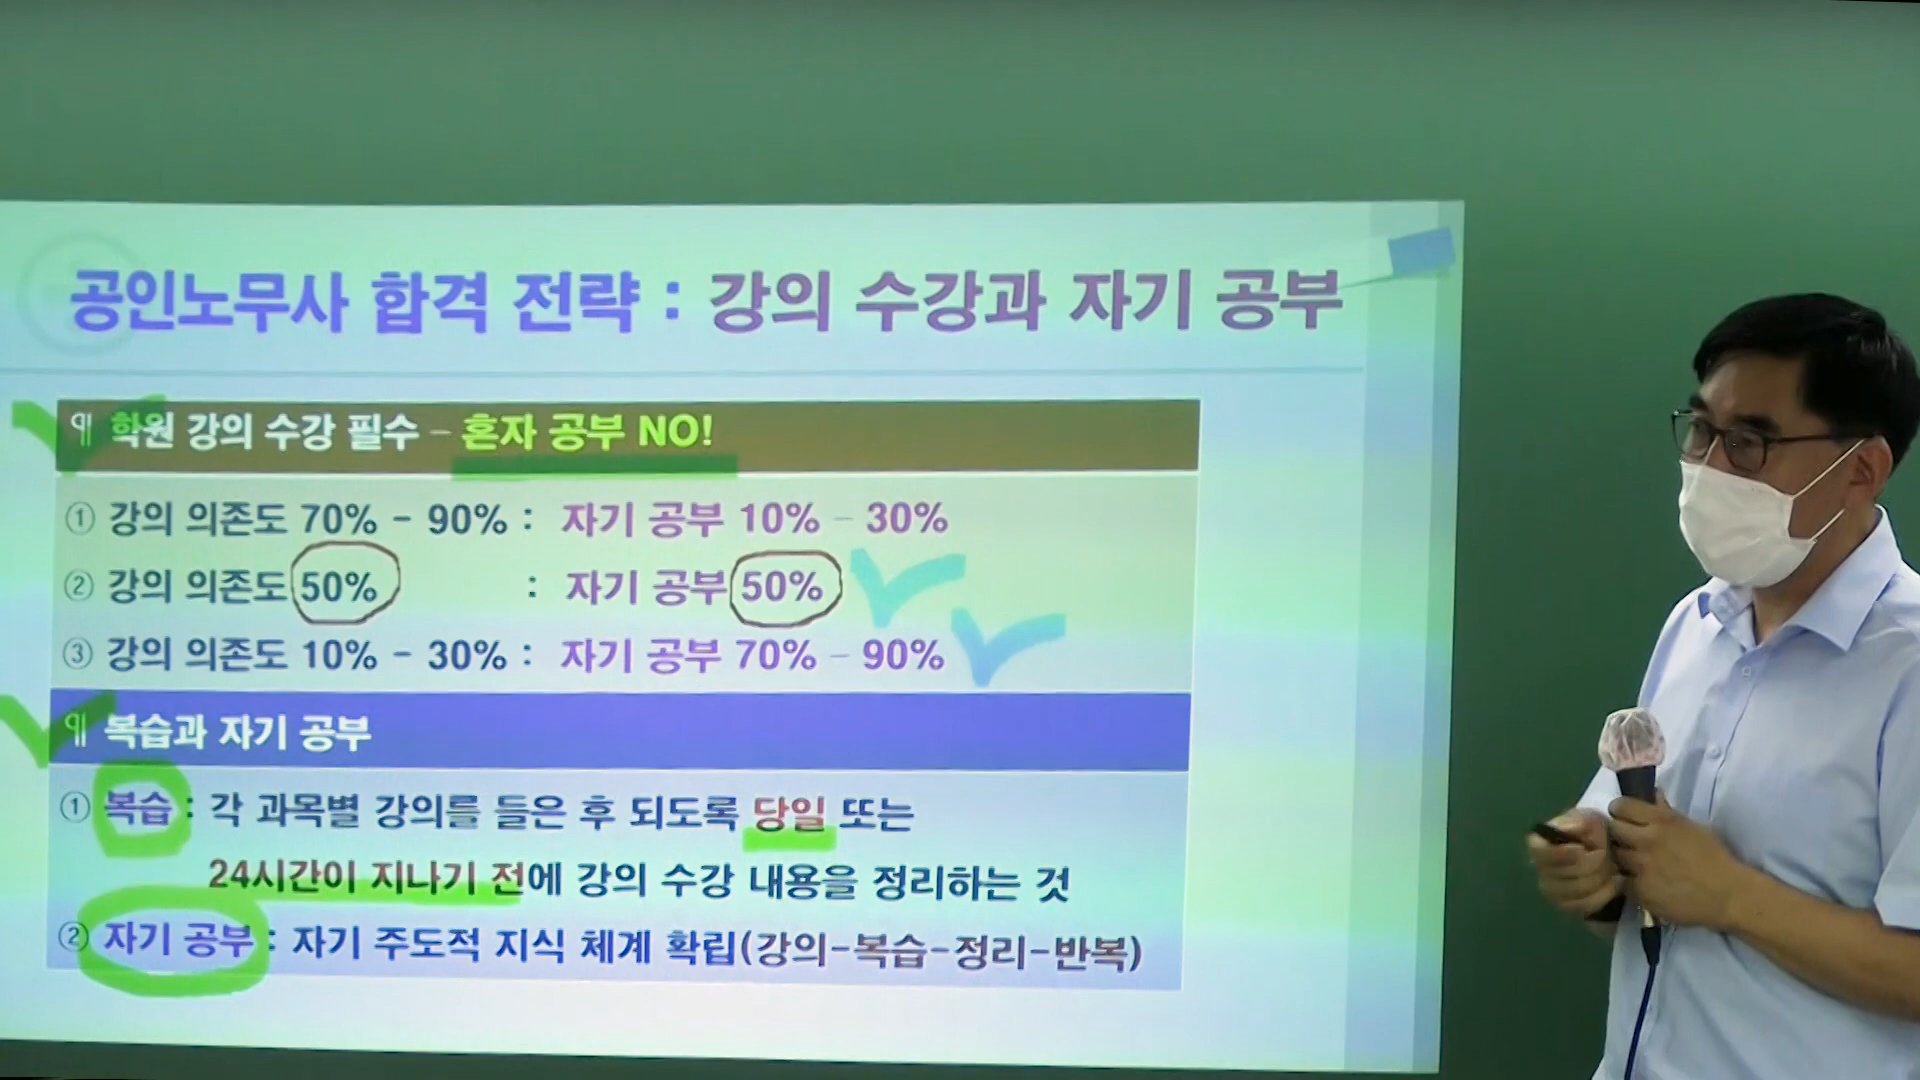 공인노무사 합격 전략 : 강의 수강과 자기 공부
¶ 학원 강의 수강 필수 - 혼자 공부 NO!
① 강의 의존도 70% - 90% : 자기 공부 10% - 30%
② 강의 의존도 50% : 자기 공부 50%
③ 강의 의존도 10% - 30% : 자기 공부 70% - 90%
¶ 복습과 자기 공부
① 복습 : 각 과목별 강의를 들은 후 되도록 당일 또는
24시간이 지나기 전에 강의 수강 내용을 정리하는 것
② 자기 공부 : 자기 주도적 지식 체계 확립(강의-복습-정리-반복)